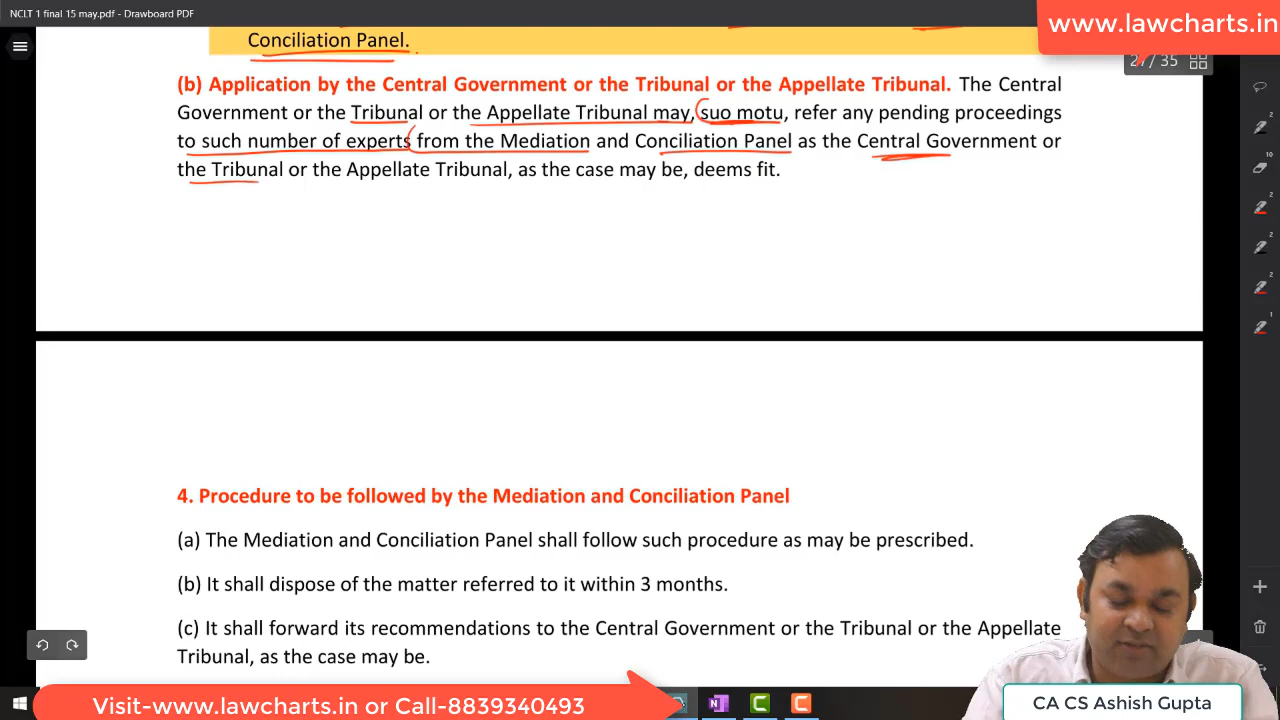 NCLT 1 final 15 may.pdf - Drawboard PDF
www.lawcharts.in
Conciliation Panel.
27 / 35
(b) Application by the Central Government or the Tribunal or the Appellate Tribunal. The Central
Government or the Tribunal or the Appellate Tribunal may, suo motu, refer any pending proceedings
to such number of experts from the Mediation and Conciliation Panel as the Central Government or
the Tribunal or the Appellate Tribunal, as the case may be, deems fit.
4. Procedure to be followed by the Mediation and Conciliation Panel
(a) The Mediation and Conciliation Panel shall follow such procedure as may be prescribed.
(b) It shall dispose of the matter referred to it within 3 months.
(c) It shall forward its recommendations to the Central Government or the Tribunal or the Appellate
Tribunal, as the case may be.
2
10
2
2
2
1
Visit-www.lawcharts.in or Call-8839340493
CA CS Ashish Gupta